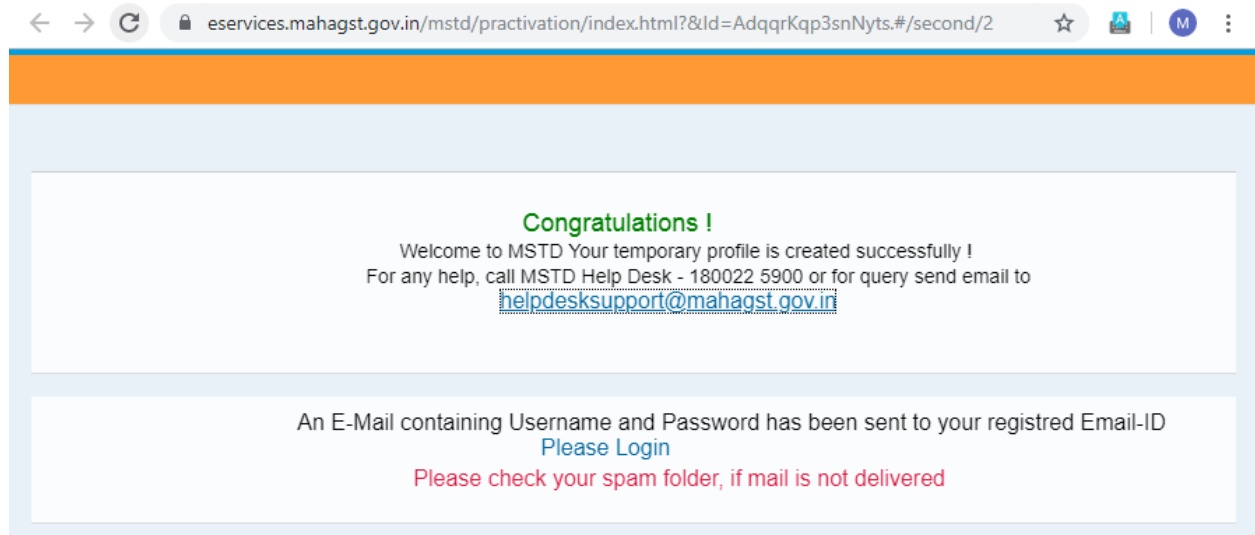 eservices.mahagst.gov.in/mstd/practivation/index.html?&Id=AdqqrKqp3snNyts.#/second/2
M
Congratulations !
Welcome to MSTD Your temporary profile is created successfully !
For any help, call MSTD Help Desk - 180022 5900 or for query send email to
helpdesksupport@mahagst.gov.in
An E-Mail containing Username and Password has been sent to your registred Email-ID
Please Login
Please check your spam folder, if mail is not delivered